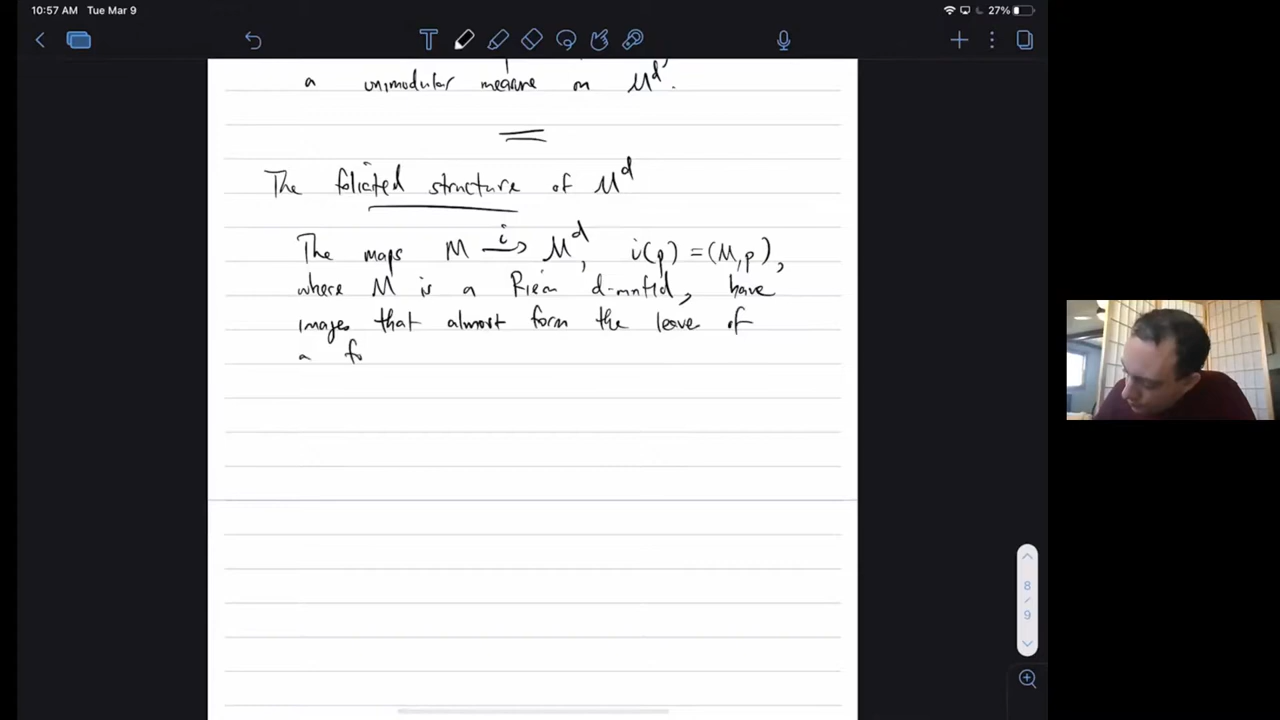 10:57 AM Tue Mar 9
27%
a unimodular measure on M^d.
The foliated structure of M^d
The maps M →^i M^d, i(p) = (M,p),
where M is a Riem d-mnfld, have
images that almost form the leave of
a fo
8
/
9